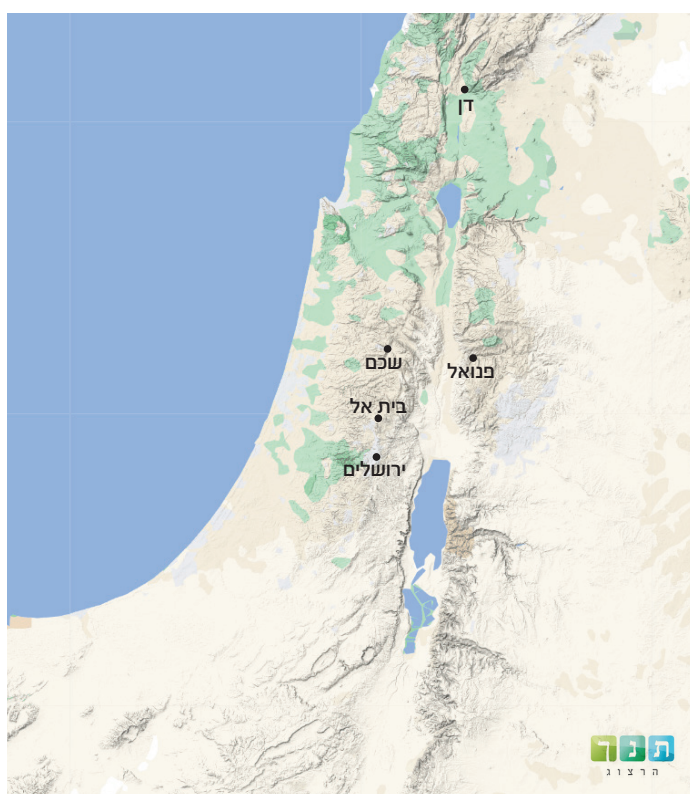 דן
שכם
פנואל
בית אל
ירושלים
תנך
הרצוג